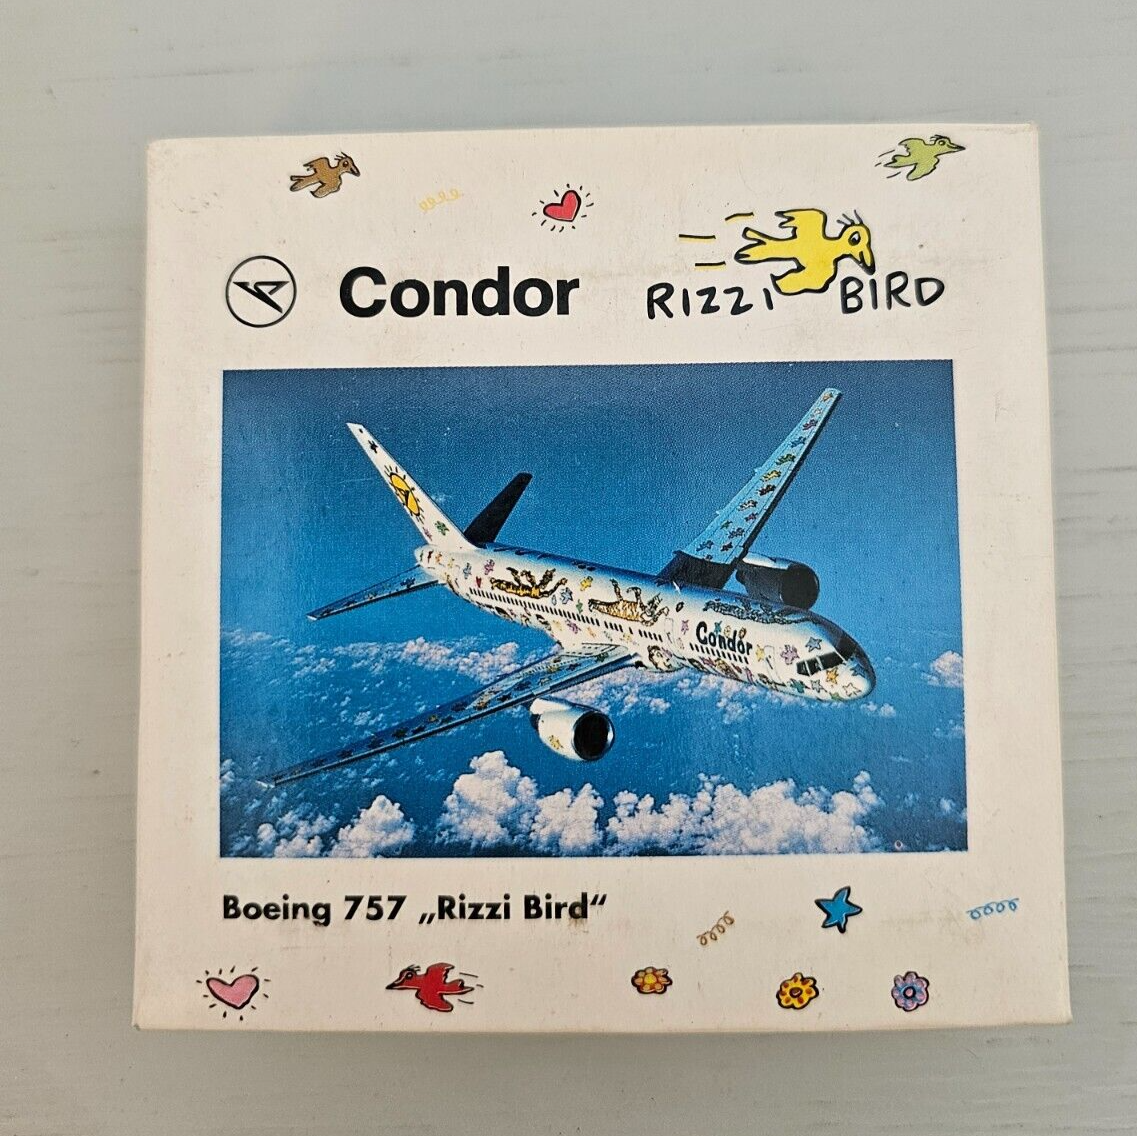 Condor
RIZZI BIRD
Condor
Boeing 757 „Rizzi Bird“